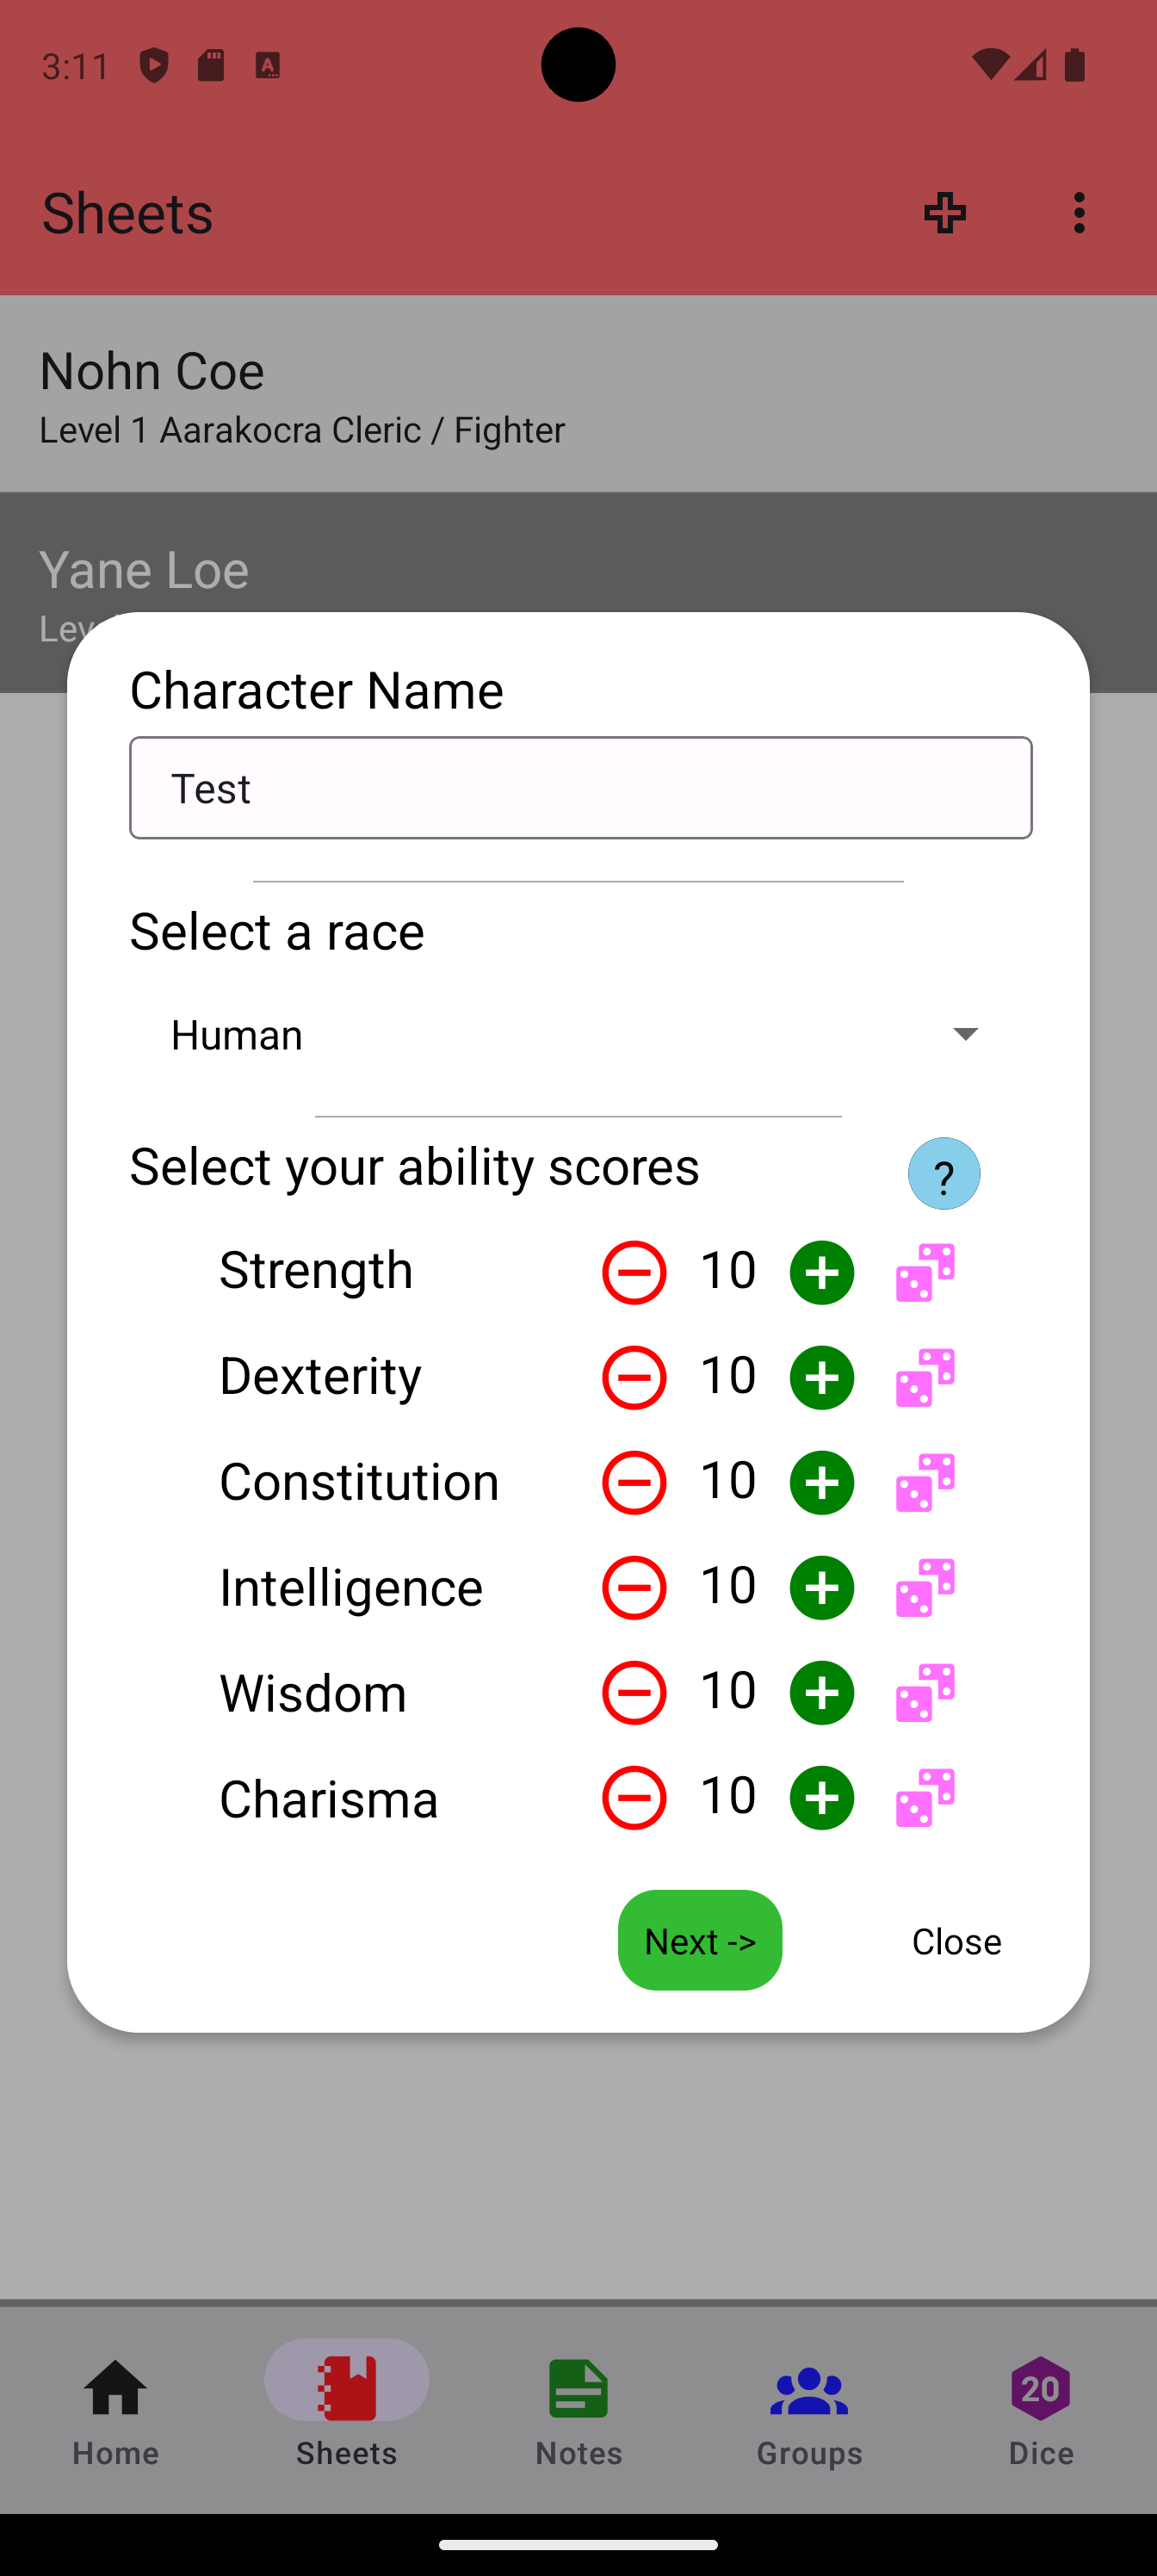 3:11
Sheets
Nohn Coe
Level 1 Aarakocra Cleric / Fighter
Yane Loe
Character Name
Test
Select a race
Human
Select your ability scores ?
Strength 10
Dexterity 10
Constitution 10
Intelligence 10
Wisdom 10
Charisma 10
Next -> Close
Home Sheets Notes Groups 20 Dice